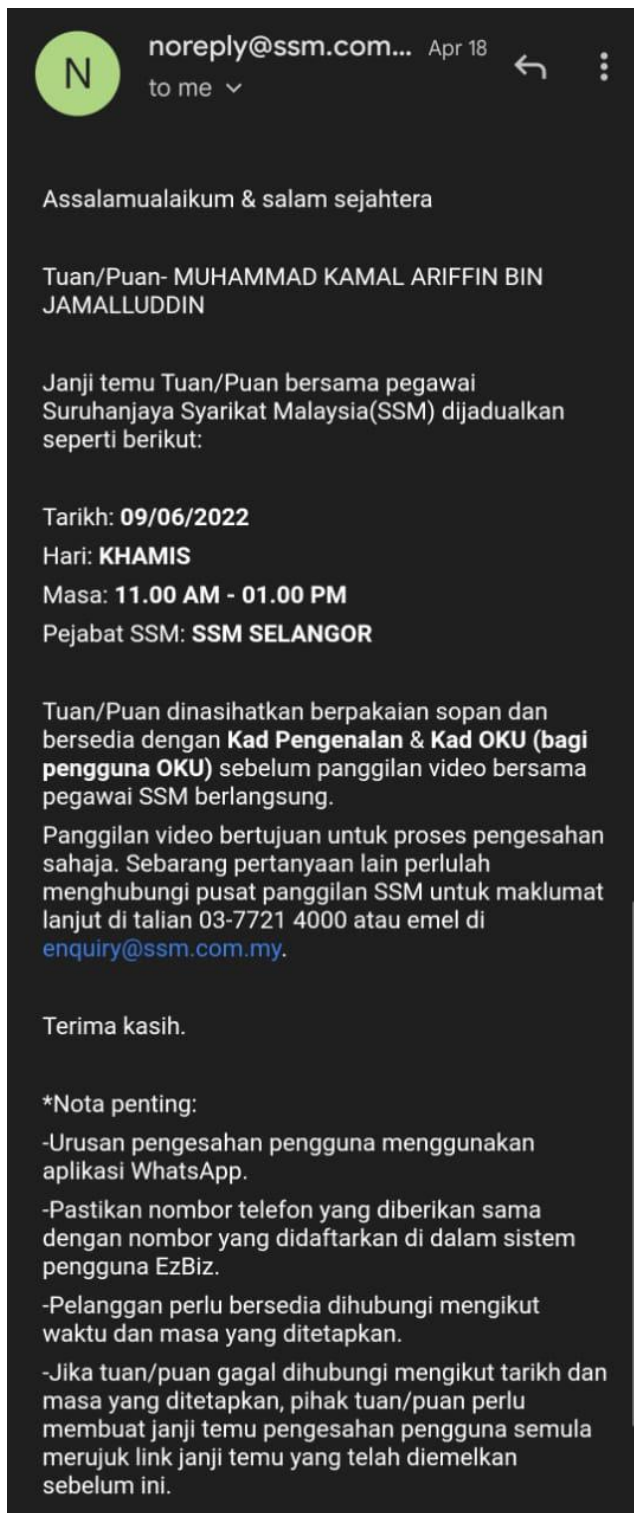 N
noreply@ssm.com... Apr 18
to me
Assalamualaikum & salam sejahtera
Tuan/Puan- MUHAMMAD KAMAL ARIFFIN BIN
JAMALLUDDIN
Janji temu Tuan/Puan bersama pegawai
Suruhanjaya Syarikat Malaysia(SSM) dijadualkan
seperti berikut:
Tarikh: 09/06/2022
Hari: KHAMIS
Masa: 11.00 AM - 01.00 PM
Pejabat SSM: SSM SELANGOR
Tuan/Puan dinasihatkan berpakaian sopan dan
bersedia dengan Kad Pengenalan & Kad OKU (bagi
pengguna OKU) sebelum panggilan video bersama
pegawai SSM berlangsung.
Panggilan video bertujuan untuk proses pengesahan
sahaja. Sebarang pertanyaan lain perlulah
menghubungi pusat panggilan SSM untuk maklumat
lanjut di talian 03-7721 4000 atau emel di
enquiry@ssm.com.my.
Terima kasih.
*Nota penting:
-Urusan pengesahan pengguna menggunakan
aplikasi WhatsApp.
-Pastikan nombor telefon yang diberikan sama
dengan nombor yang didaftarkan di dalam sistem
pengguna EzBiz.
-Pelanggan perlu bersedia dihubungi mengikut
waktu dan masa yang ditetapkan.
-Jika tuan/puan gagal dihubungi mengikut tarikh dan
masa yang ditetapkan, pihak tuan/puan perlu
membuat janji temu pengesahan pengguna semula
merujuk link janji temu yang telah diemelkan
sebelum ini.